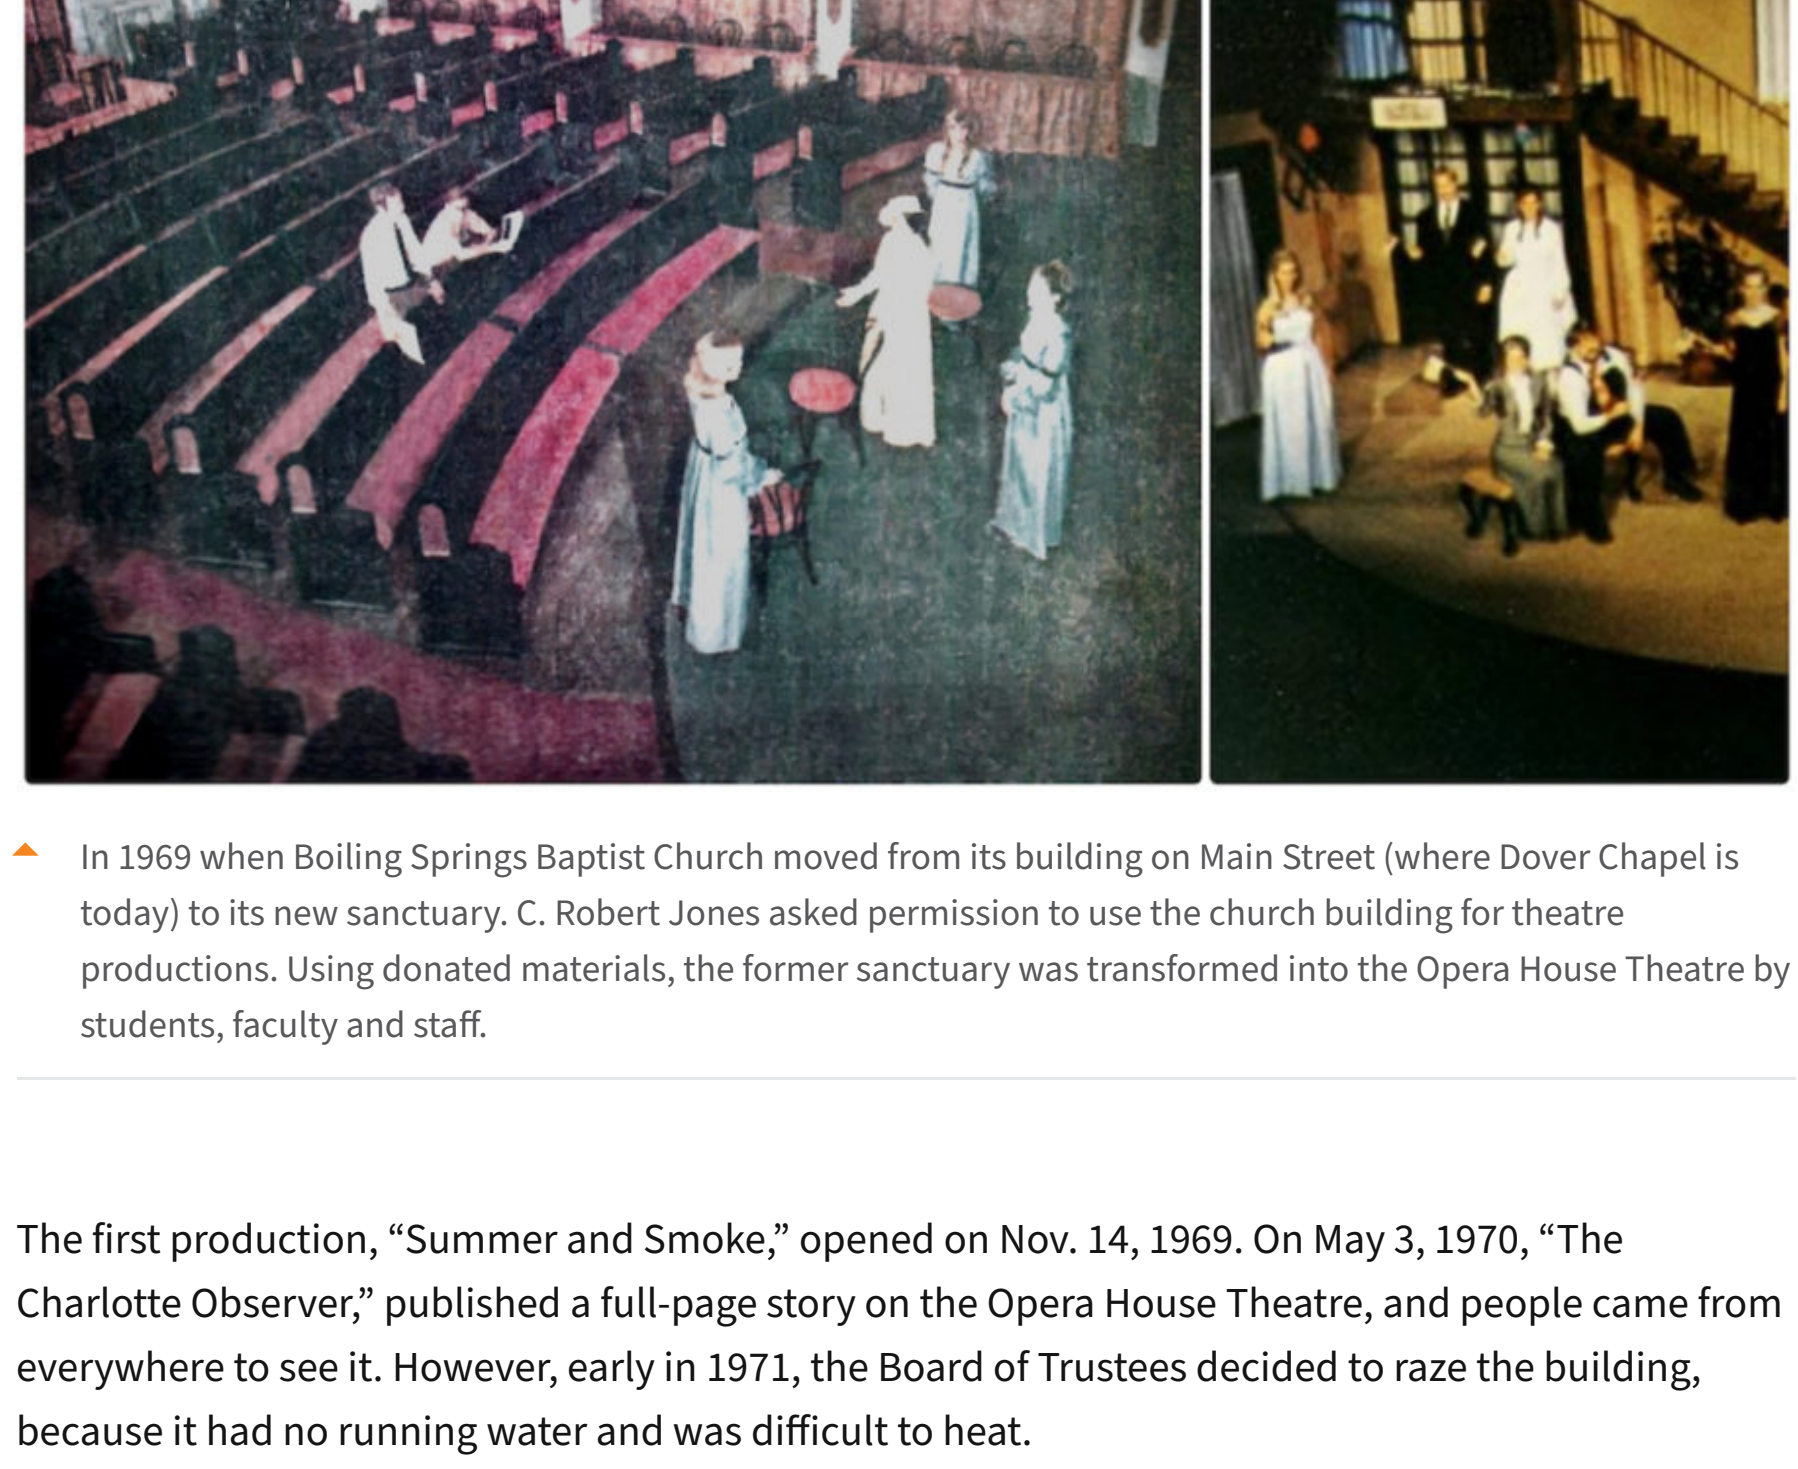 In 1969 when Boiling Springs Baptist Church moved from its building on Main Street (where Dover Chapel is
today) to its new sanctuary. C. Robert Jones asked permission to use the church building for theatre
productions. Using donated materials, the former sanctuary was transformed into the Opera House Theatre by
students, faculty and staff.
The first production, “Summer and Smoke,” opened on Nov. 14, 1969. On May 3, 1970, “The
Charlotte Observer,” published a full-page story on the Opera House Theatre, and people came from
everywhere to see it. However, early in 1971, the Board of Trustees decided to raze the building,
because it had no running water and was difficult to heat.